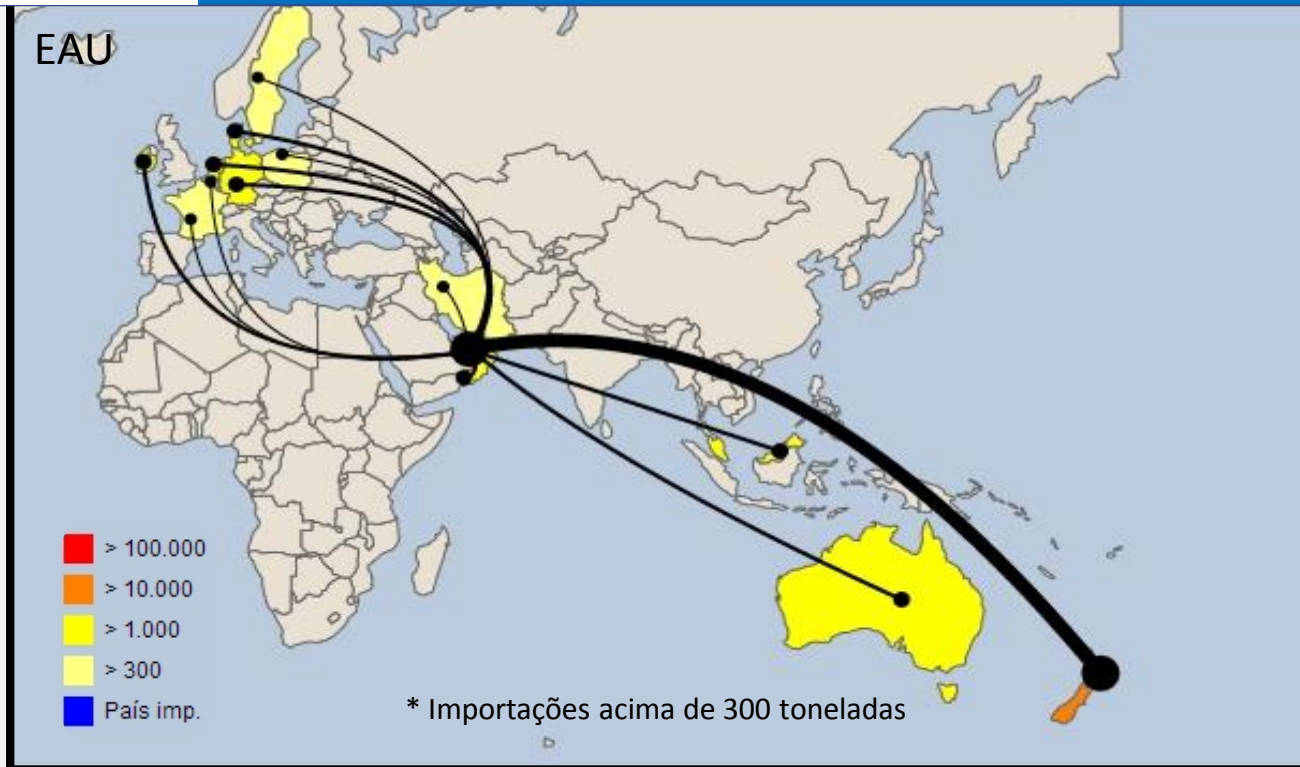 EAU
> 100.000
> 10.000
> 1.000
> 300
País imp.
* Importações acima de 300 toneladas